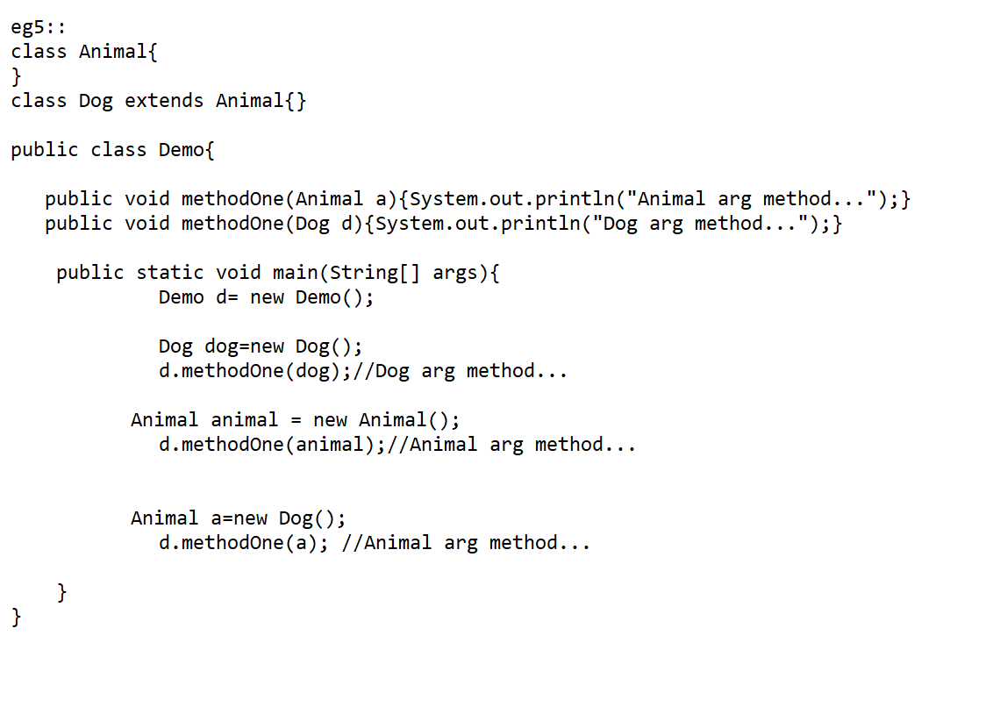 eg5::
class Animal{
}
class Dog extends Animal{}
public class Demo{
public void methodOne(Animal a){System.out.println("Animal arg method...");}
public void methodOne(Dog d){System.out.println("Dog arg method...");}
public static void main(String[] args){
Demo d= new Demo();
Dog dog=new Dog();
d.methodOne(dog);//Dog arg method...
Animal animal = new Animal();
d.methodOne(animal);//Animal arg method...
Animal a=new Dog();
d.methodOne(a); //Animal arg method...
}
}